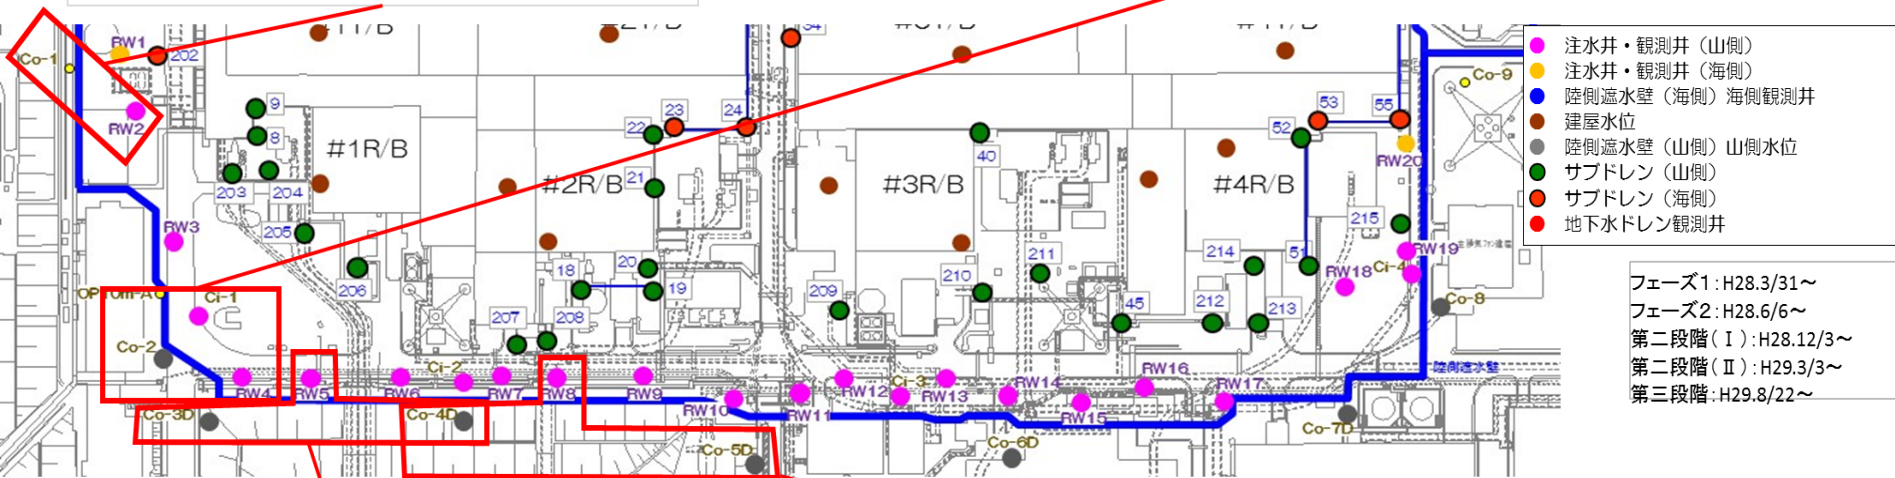 RW1
Co-1
202
RW2
9
8
#1R/B
203
204
205
206
RW3
OPTom-A
Ci-1
Co-2
22
23
24
21
#2R/B
18
20
19
207
208
Ci-2
RW4
RW5
RW6
RW7
RW8
RW9
Co-3D
Co-4D
Co-5D
40
#3R/B
209
210
211
RW10
RW11
RW12
Ci-3
RW13
RW14
RW15
RW16
RW17
Co-6D
45
212
213
214
51
52
53
55
#4R/B
215
RW20
RW19
Ci-4
RW18
Co-9
Co-8
Co-7D
陸側遮水壁
注水井・観測井（山側）
注水井・観測井（海側）
陸側遮水壁（海側）海側観測井
建屋水位
陸側遮水壁（山側）山側水位
サブドレン（山側）
サブドレン（海側）
地下水ドレン観測井
フェーズ1：H28.3/31～
フェーズ2：H28.6/6～
第二段階（Ⅰ）：H28.12/3～
第二段階（Ⅱ）：H29.3/3～
第三段階：H29.8/22～